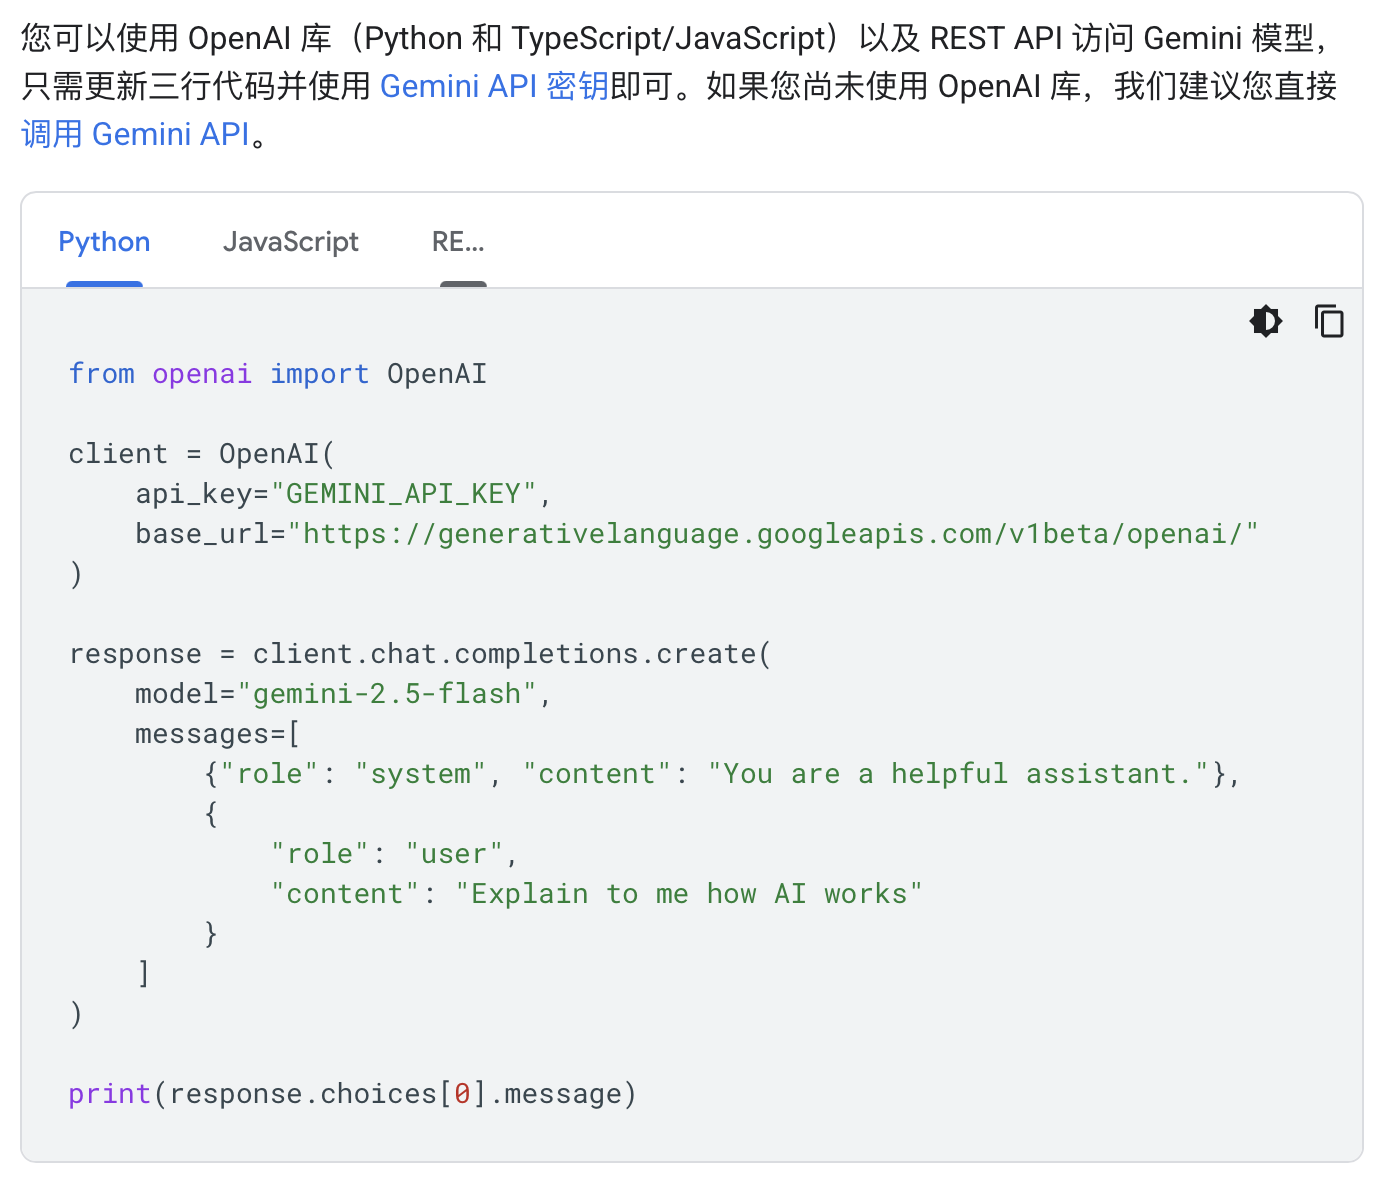 您可以使用 OpenAI 库（Python 和 TypeScript/JavaScript）以及 REST API 访问 Gemini 模型，
只需更新三行代码并使用 Gemini API 密钥即可。如果您尚未使用 OpenAI 库，我们建议您直接
调用 Gemini API。
Python JavaScript RE...
from openai import OpenAI
client = OpenAI(
    api_key="GEMINI_API_KEY",
    base_url="https://generativelanguage.googleapis.com/v1beta/openai/"
)
response = client.chat.completions.create(
    model="gemini-2.5-flash",
    messages=[
        {"role": "system", "content": "You are a helpful assistant."},
        {
            "role": "user",
            "content": "Explain to me how AI works"
        }
    ]
)
print(response.choices[0].message)